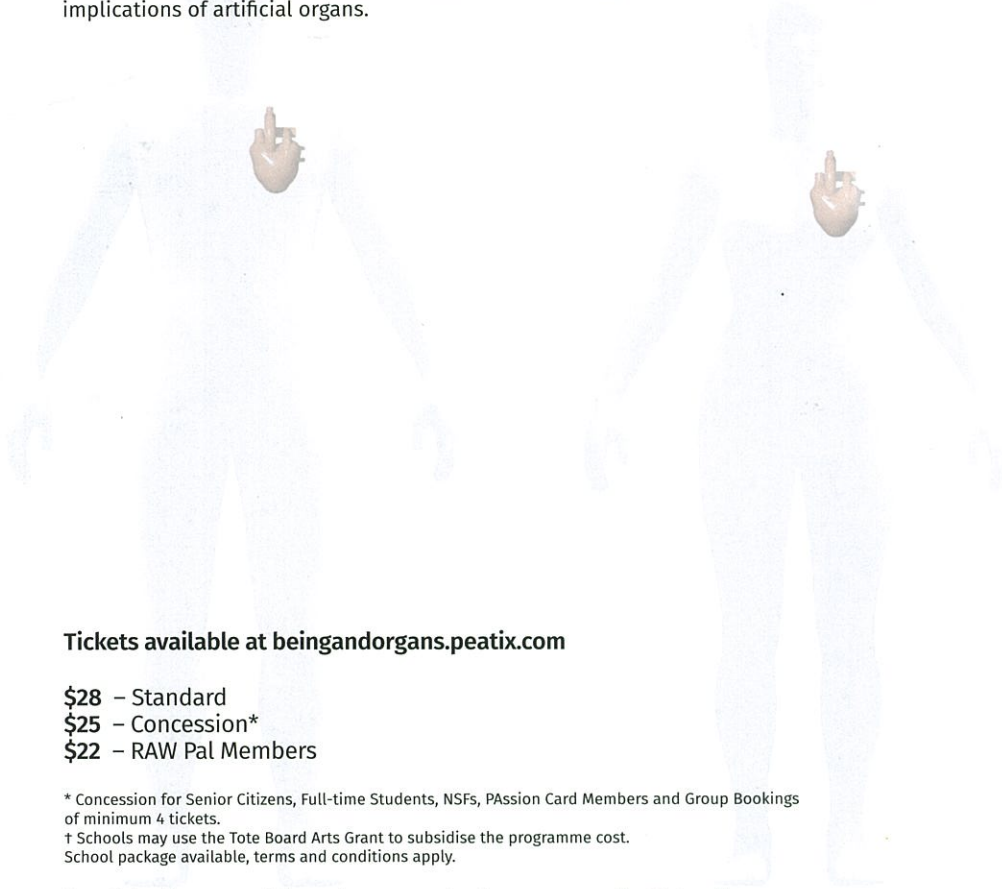 implications of artificial organs.
Tickets available at beingandorgans.peatix.com
$28 – Standard
$25 – Concession*
$22 – RAW Pal Members
* Concession for Senior Citizens, Full-time Students, NSFs, PAssion Card Members and Group Bookings
of minimum 4 tickets.
† Schools may use the Tote Board Arts Grant to subsidise the programme cost.
School package available, terms and conditions apply.